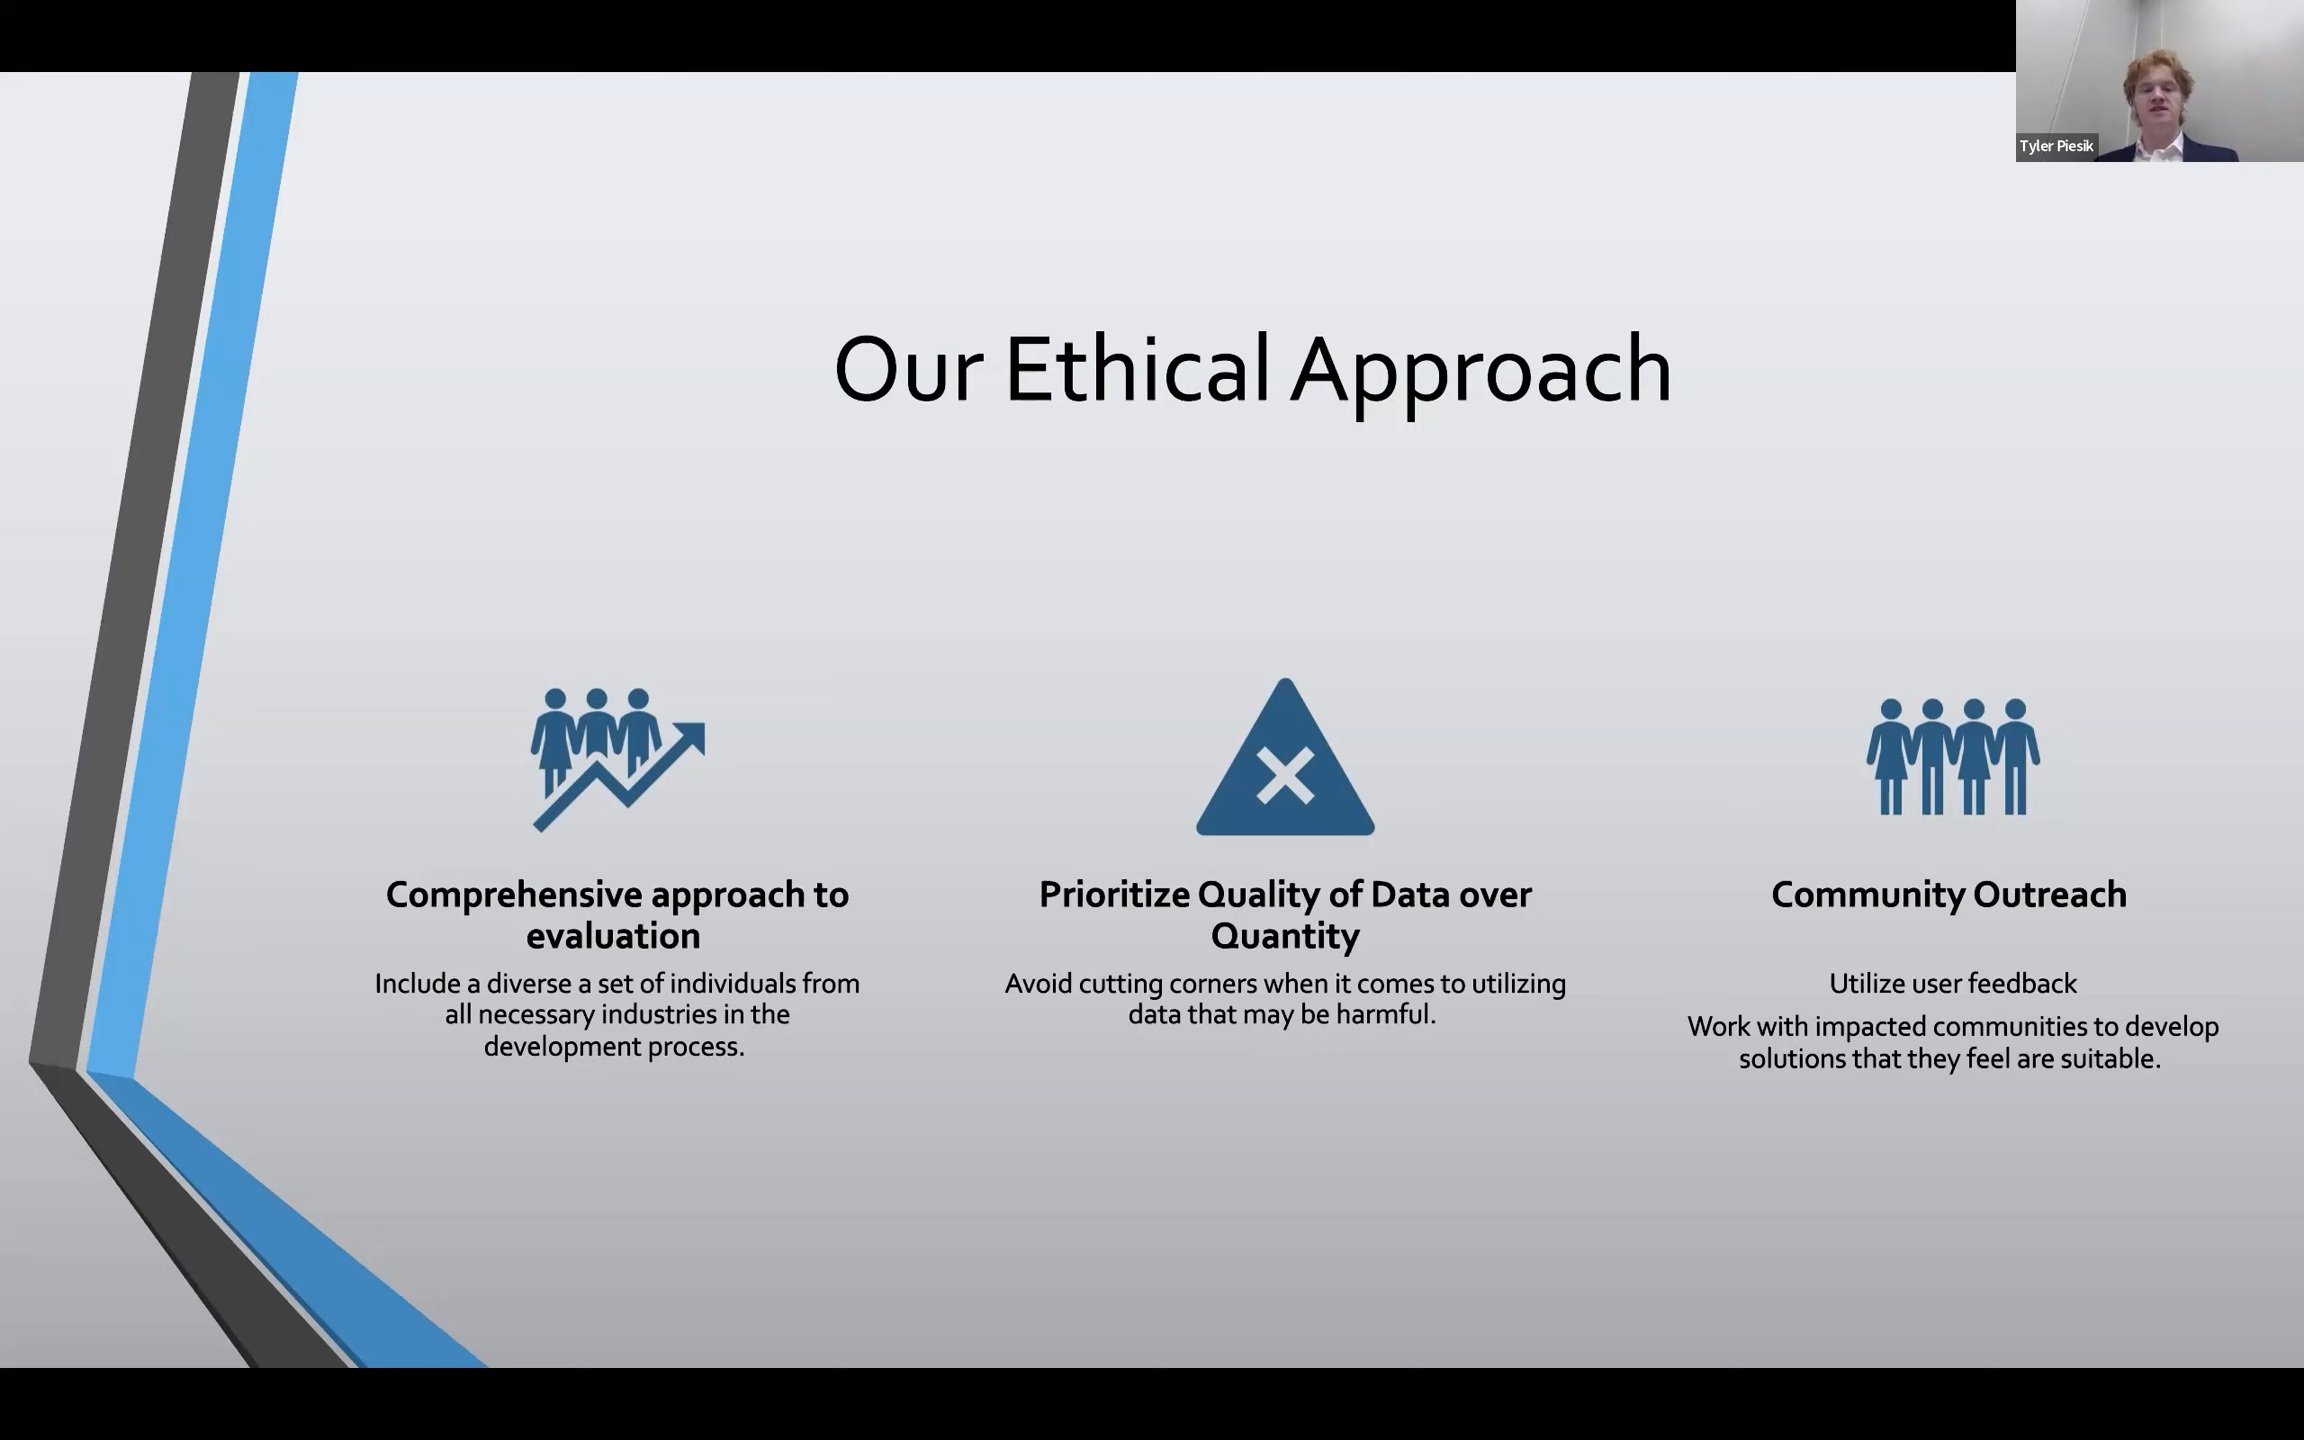 Tyler Piesik
Our Ethical Approach
Comprehensive approach to
evaluation
Include a diverse a set of individuals from
all necessary industries in the
development process.
Prioritize Quality of Data over
Quantity
Avoid cutting corners when it comes to utilizing
data that may be harmful.
Community Outreach
Utilize user feedback
Work with impacted communities to develop
solutions that they feel are suitable.